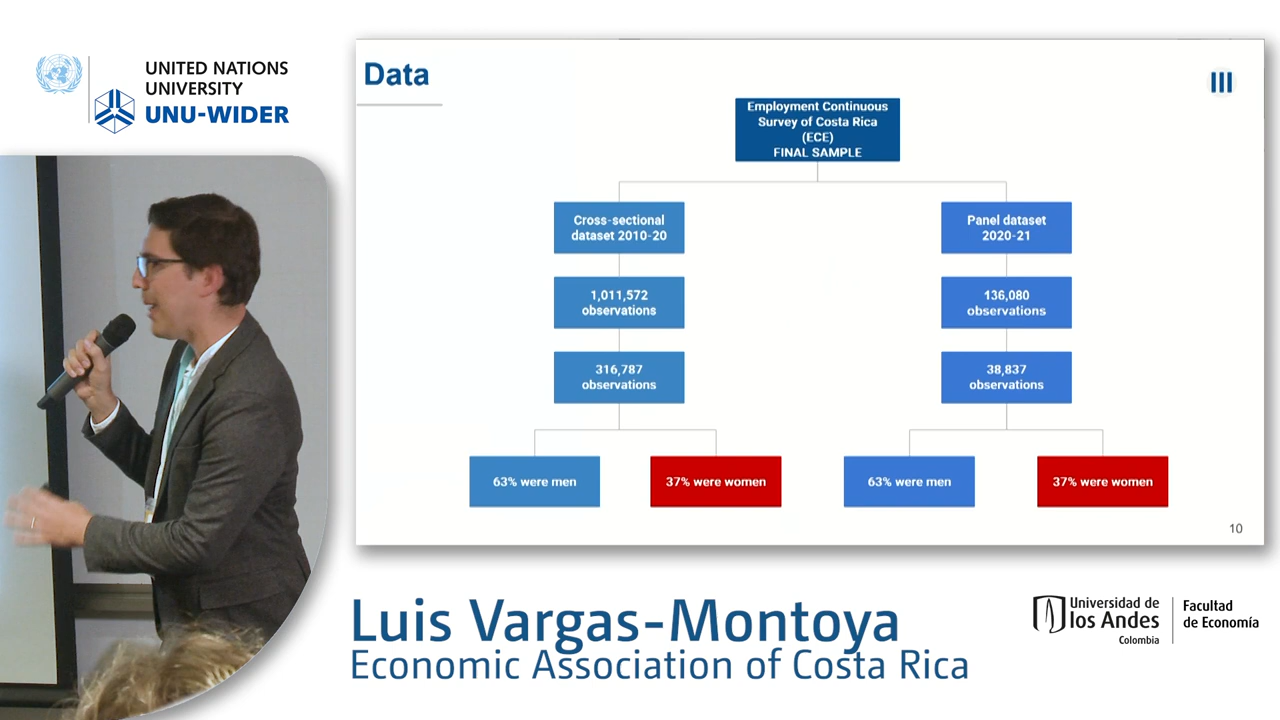 UNITED NATIONS
UNIVERSITY
UNU-WIDER
Data
Employment Continuous
Survey of Costa Rica
(ECE)
FINAL SAMPLE
Cross-sectional
dataset 2010-20
Panel dataset
2020-21
1,011,572
observations
136,080
observations
316,787
observations
38,837
observations
63% were men
37% were women
63% were men
37% were women
10
Luis Vargas-Montoya
Economic Association of Costa Rica
Universidad de
los Andes
Colombia
Facultad
de Economía